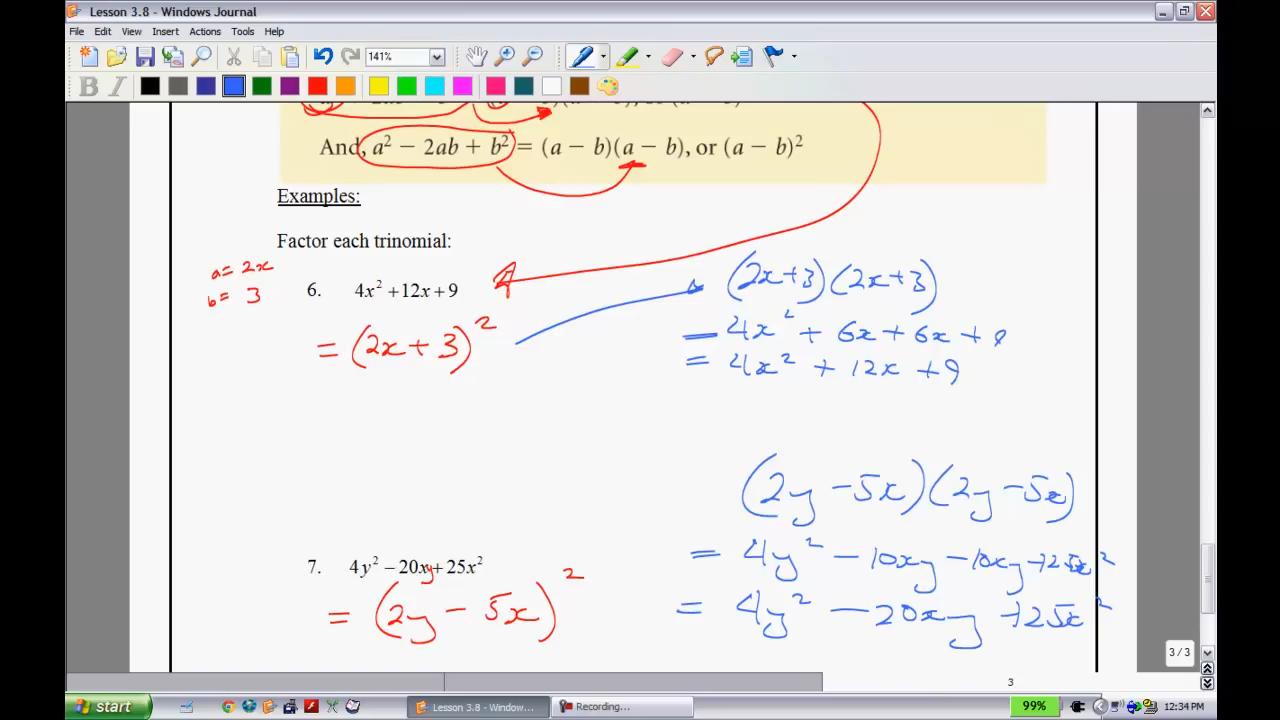 Lesson 3.8 - Windows Journal
File Edit View Insert Actions Tools Help
141%
And, a² − 2ab + b² = (a − b)(a − b), or (a − b)²
Examples:
Factor each trinomial:
a = 2x
b = 3
6. 4x² +12x + 9
= (2x + 3)²
(2x+3)(2x+3)
= 4x² + 6x + 6x + 9
= 4x² + 12x + 9
7. 4y² − 20xy + 25x²
= (2y − 5x)²
(2y − 5x)(2y − 5x)
= 4y² − 10xy − 10xy + 25x²
= 4y² − 20xy + 25x²
3 / 3
3
start
Lesson 3.8 - Window...
Recording...
99%
12:34 PM